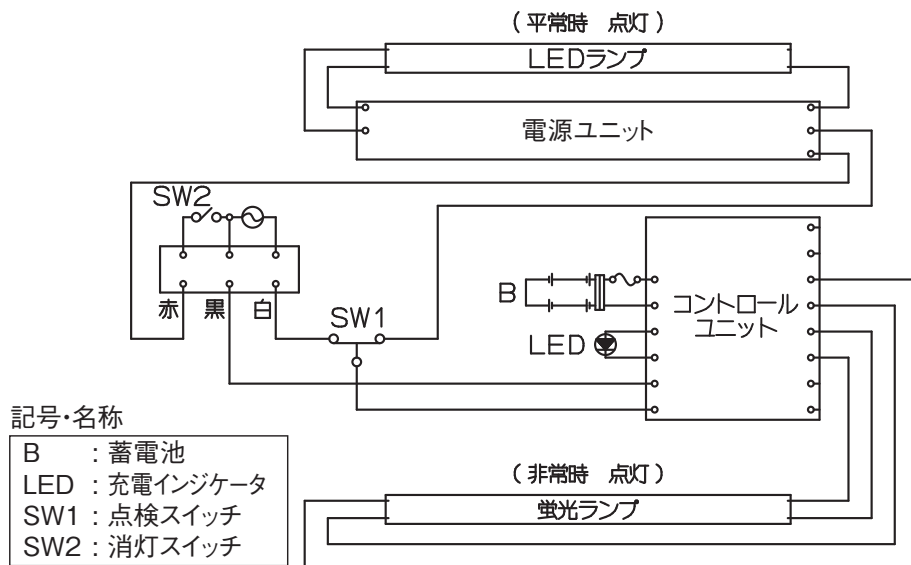 (平常時 点灯)
LEDランプ
電源ユニット
SW2
赤 黒 白
SW1
B
LED
コントロール
ユニット
記号・名称
B : 蓄電池
LED : 充電インジケータ
SW1 : 点検スイッチ
SW2 : 消灯スイッチ
(非常時 点灯)
蛍光ランプ